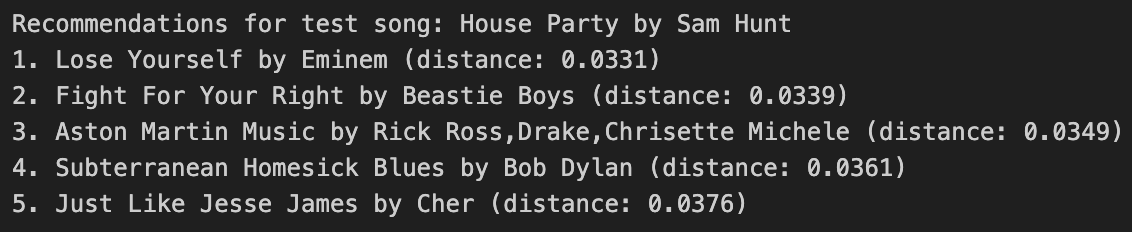 Recommendations for test song: House Party by Sam Hunt
1. Lose Yourself by Eminem (distance: 0.0331)
2. Fight For Your Right by Beastie Boys (distance: 0.0339)
3. Aston Martin Music by Rick Ross,Drake,Chrisette Michele (distance: 0.0349)
4. Subterranean Homesick Blues by Bob Dylan (distance: 0.0361)
5. Just Like Jesse James by Cher (distance: 0.0376)